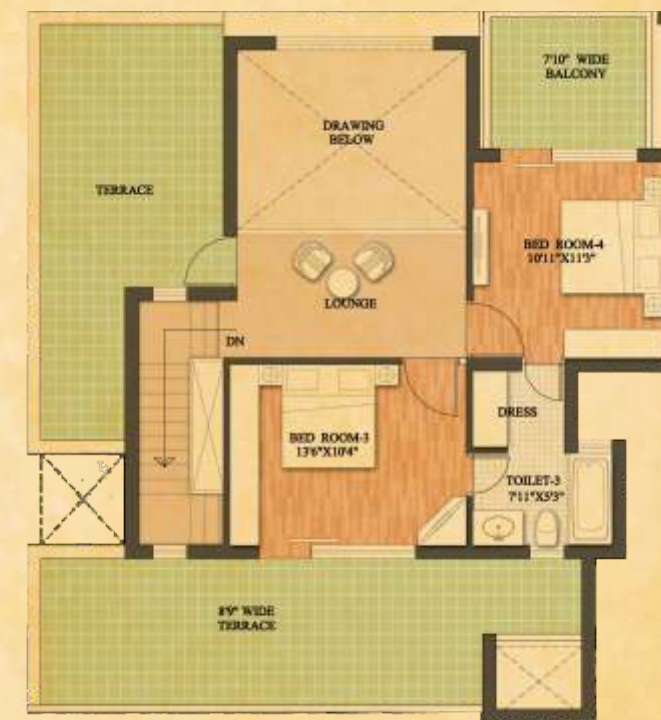 7'10" WIDE
BALCONY
DRAWING
BELOW
TERRACE
BED ROOM-4
10'11"X11'3"
LOUNGE
DN
DRESS
BED ROOM-3
13'6"X10'4"
TOILET-3
7'11"X5'3"
8'9" WIDE
TERRACE